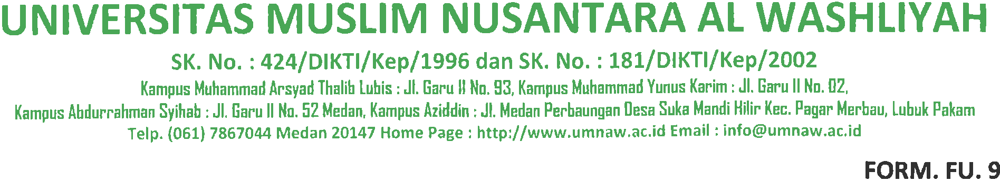 UNIVERSITAS MUSLIM NUSANTARA AL WASHLIYAH
SK. No. : 424/DIKTI/Kep/1996 dan SK. No. : 181/DIKTI/Kep/2002
Kampus Muhammad Arsyad Thalib Lubis : Jl. Garu II No. 93, Kampus Muhammad Yunus Karim : Jl. Garu II No. 02,
Kampus Abdurrahman Syihab : Jl. Garu II No. 52 Medan, Kampus Aziddin : Jl. Medan Perbaungan Desa Suka Mandi Hilir Kec. Pagar Merbau, Lubuk Pakam
Telp. (061) 7867044 Medan 20147 Home Page : http://www.umnaw.ac.id Email : info@umnaw.ac.id
FORM. FU. 9